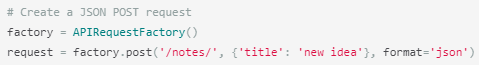 # Create a JSON POST request
factory = APIRequestFactory()
request = factory.post('/notes/', {'title': 'new idea'}, format='json')